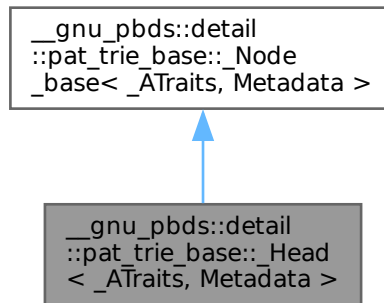 __gnu_pbds::detail
::pat_trie_base::_Node
_base< _ATraits, Metadata >
__gnu_pbds::detail
::pat_trie_base::_Head
< _ATraits, Metadata >